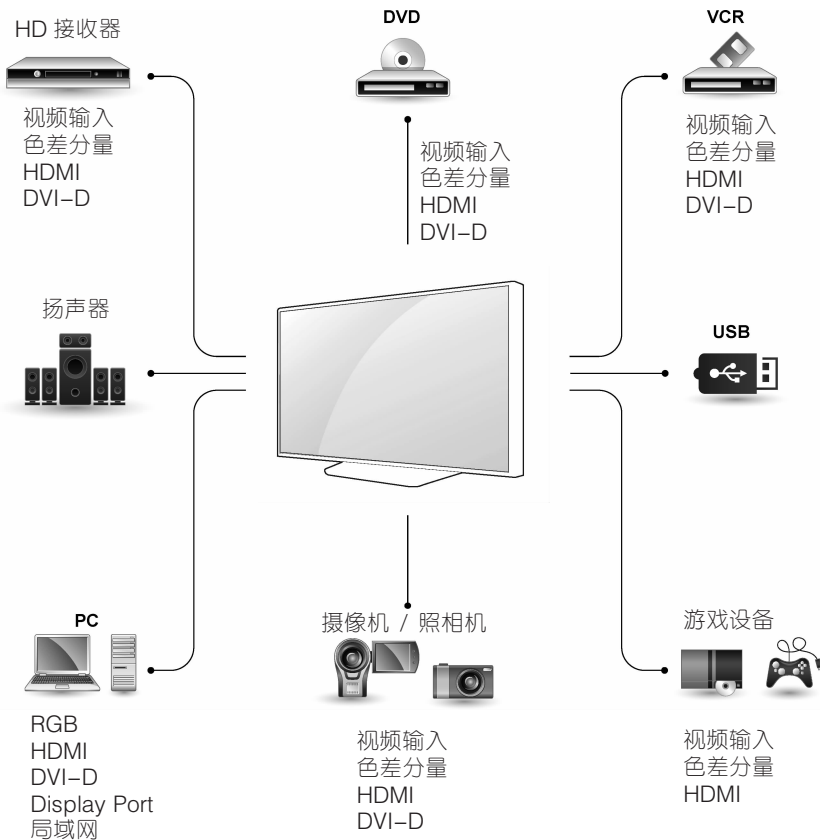 HD 接收器
视频输入
色差分量
HDMI
DVI-D
DVD
视频输入
色差分量
HDMI
DVI-D
VCR
视频输入
色差分量
HDMI
DVI-D
扬声器
USB
PC
RGB
HDMI
DVI-D
Display Port
局域网
摄像机 / 照相机
视频输入
色差分量
HDMI
DVI-D
游戏设备
视频输入
色差分量
HDMI